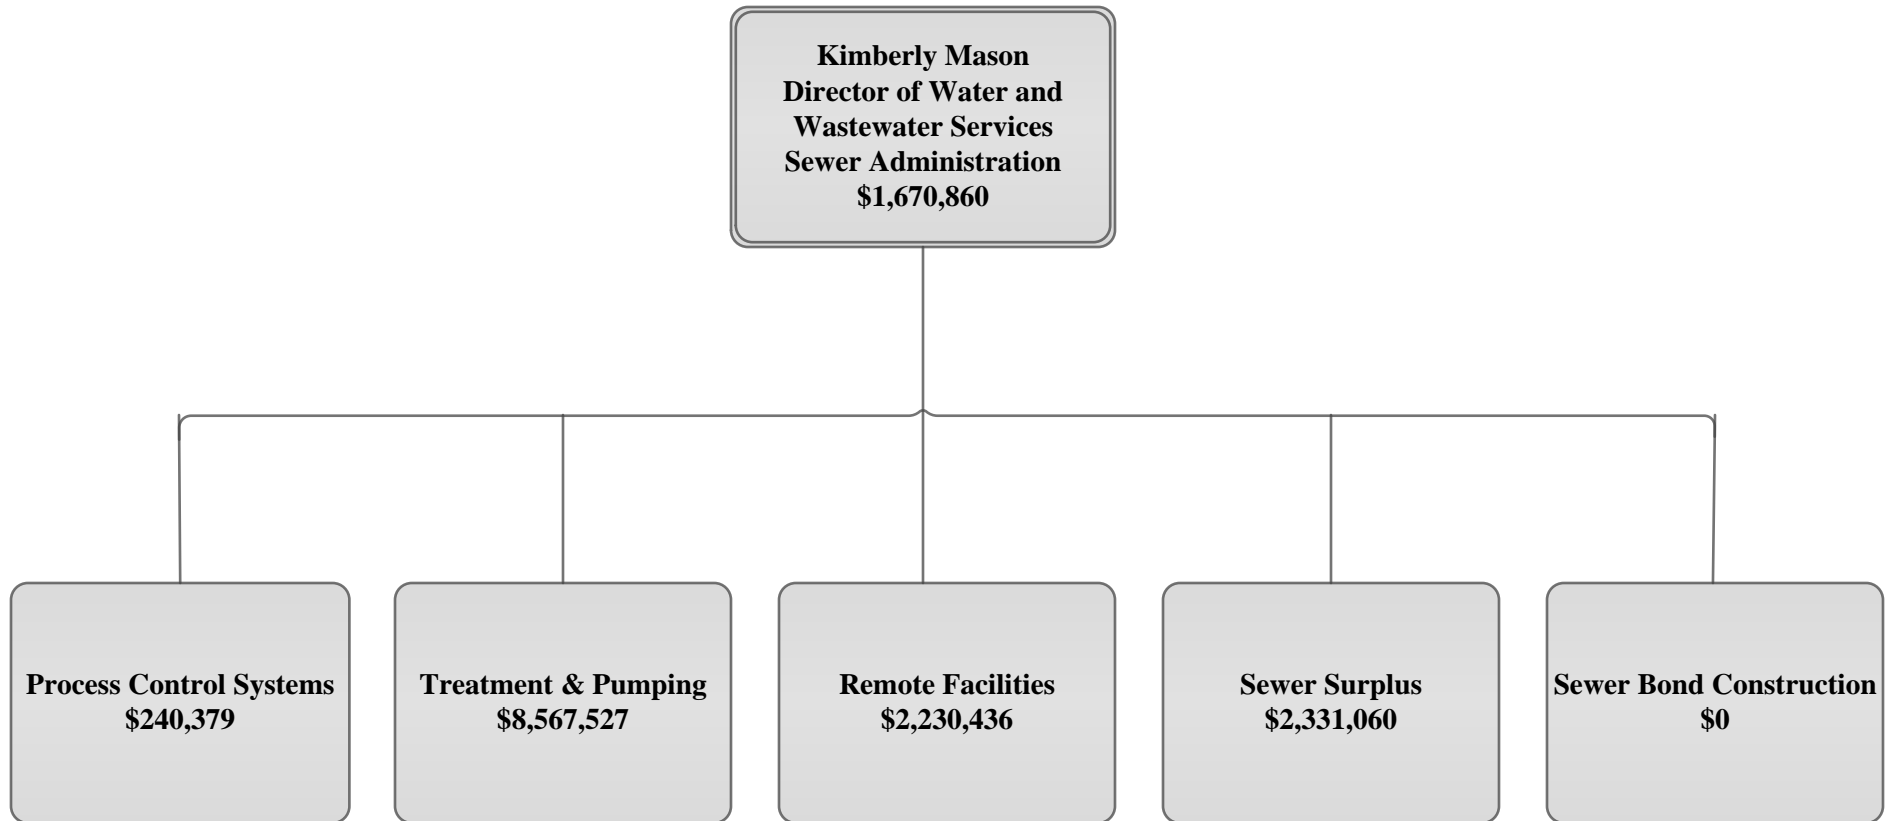 Kimberly Mason
Director of Water and
Wastewater Services
Sewer Administration
$1,670,860
Process Control Systems
$240,379
Treatment & Pumping
$8,567,527
Remote Facilities
$2,230,436
Sewer Surplus
$2,331,060
Sewer Bond Construction
$0